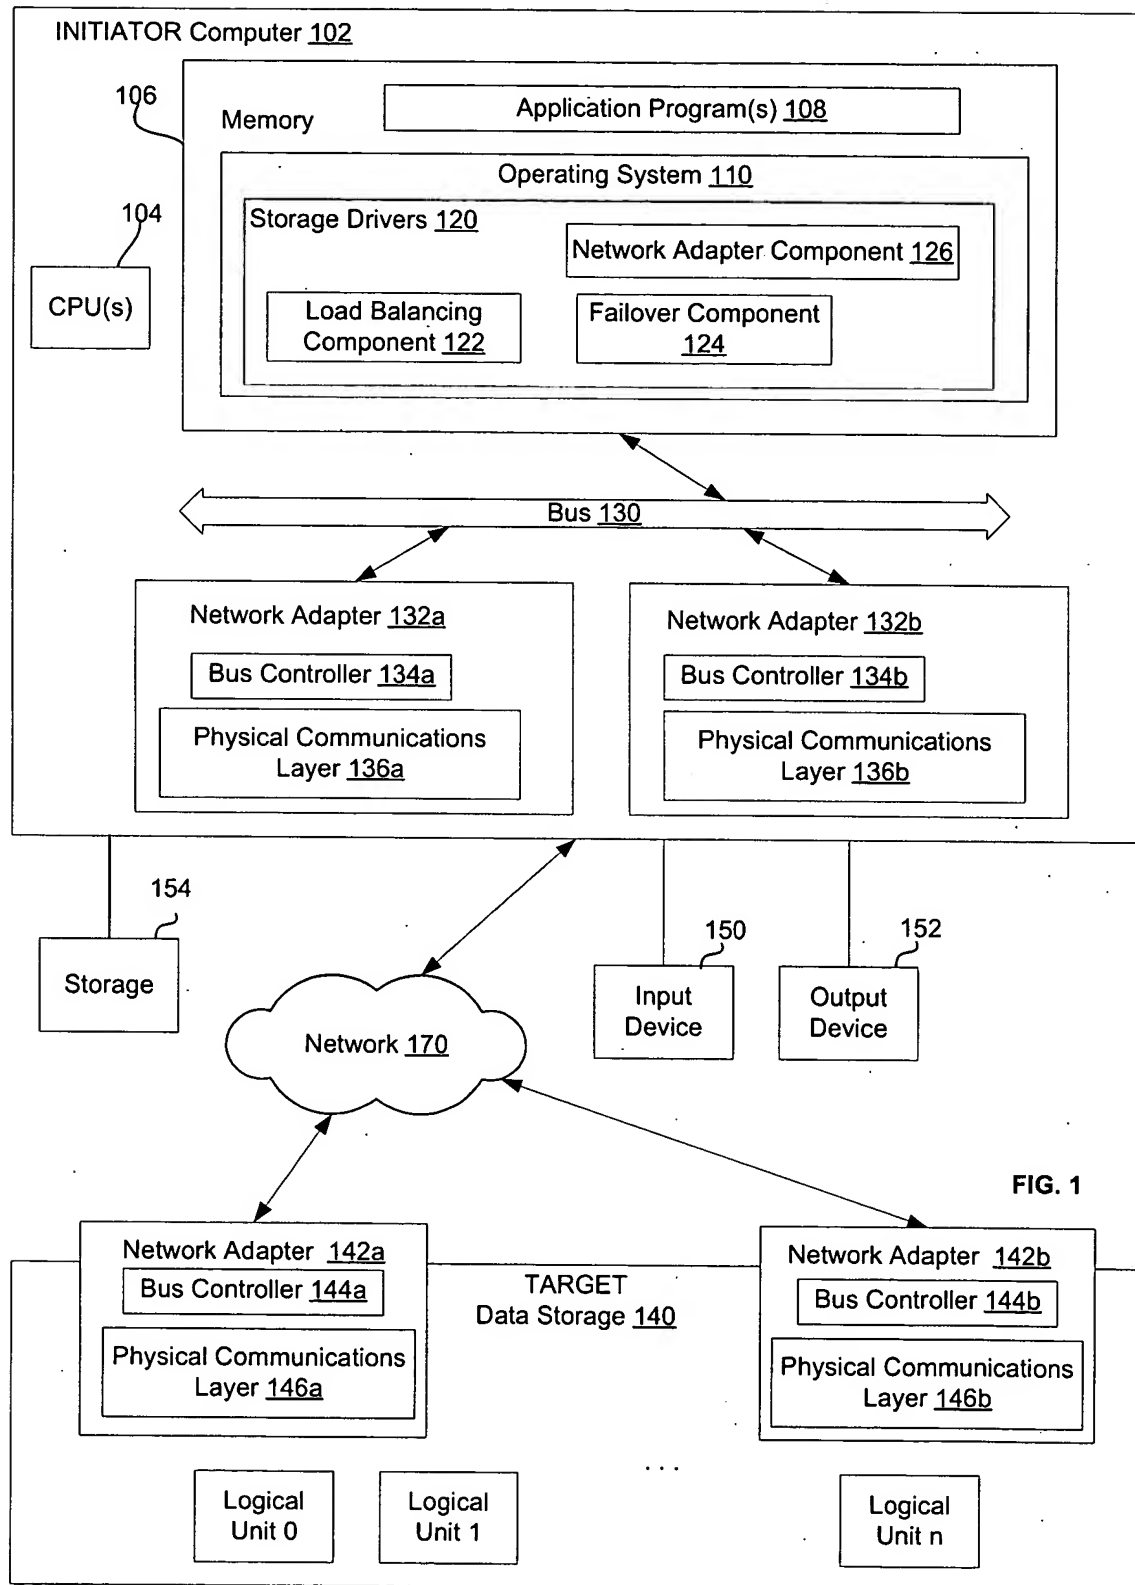 INITIATOR Computer 102
106
Memory
Application Program(s) 108
Operating System 110
104
Storage Drivers 120
Network Adapter Component 126
CPU(s)
Load Balancing
Component 122
Failover Component
124
Bus 130
Network Adapter 132a
Bus Controller 134a
Physical Communications
Layer 136a
Network Adapter 132b
Bus Controller 134b
Physical Communications
Layer 136b
154
Storage
150
Input
Device
152
Output
Device
Network 170
FIG. 1
Network Adapter 142a
Bus Controller 144a
Physical Communications
Layer 146a
TARGET
Data Storage 140
Network Adapter 142b
Bus Controller 144b
Physical Communications
Layer 146b
. . .
Logical
Unit 0
Logical
Unit 1
Logical
Unit n